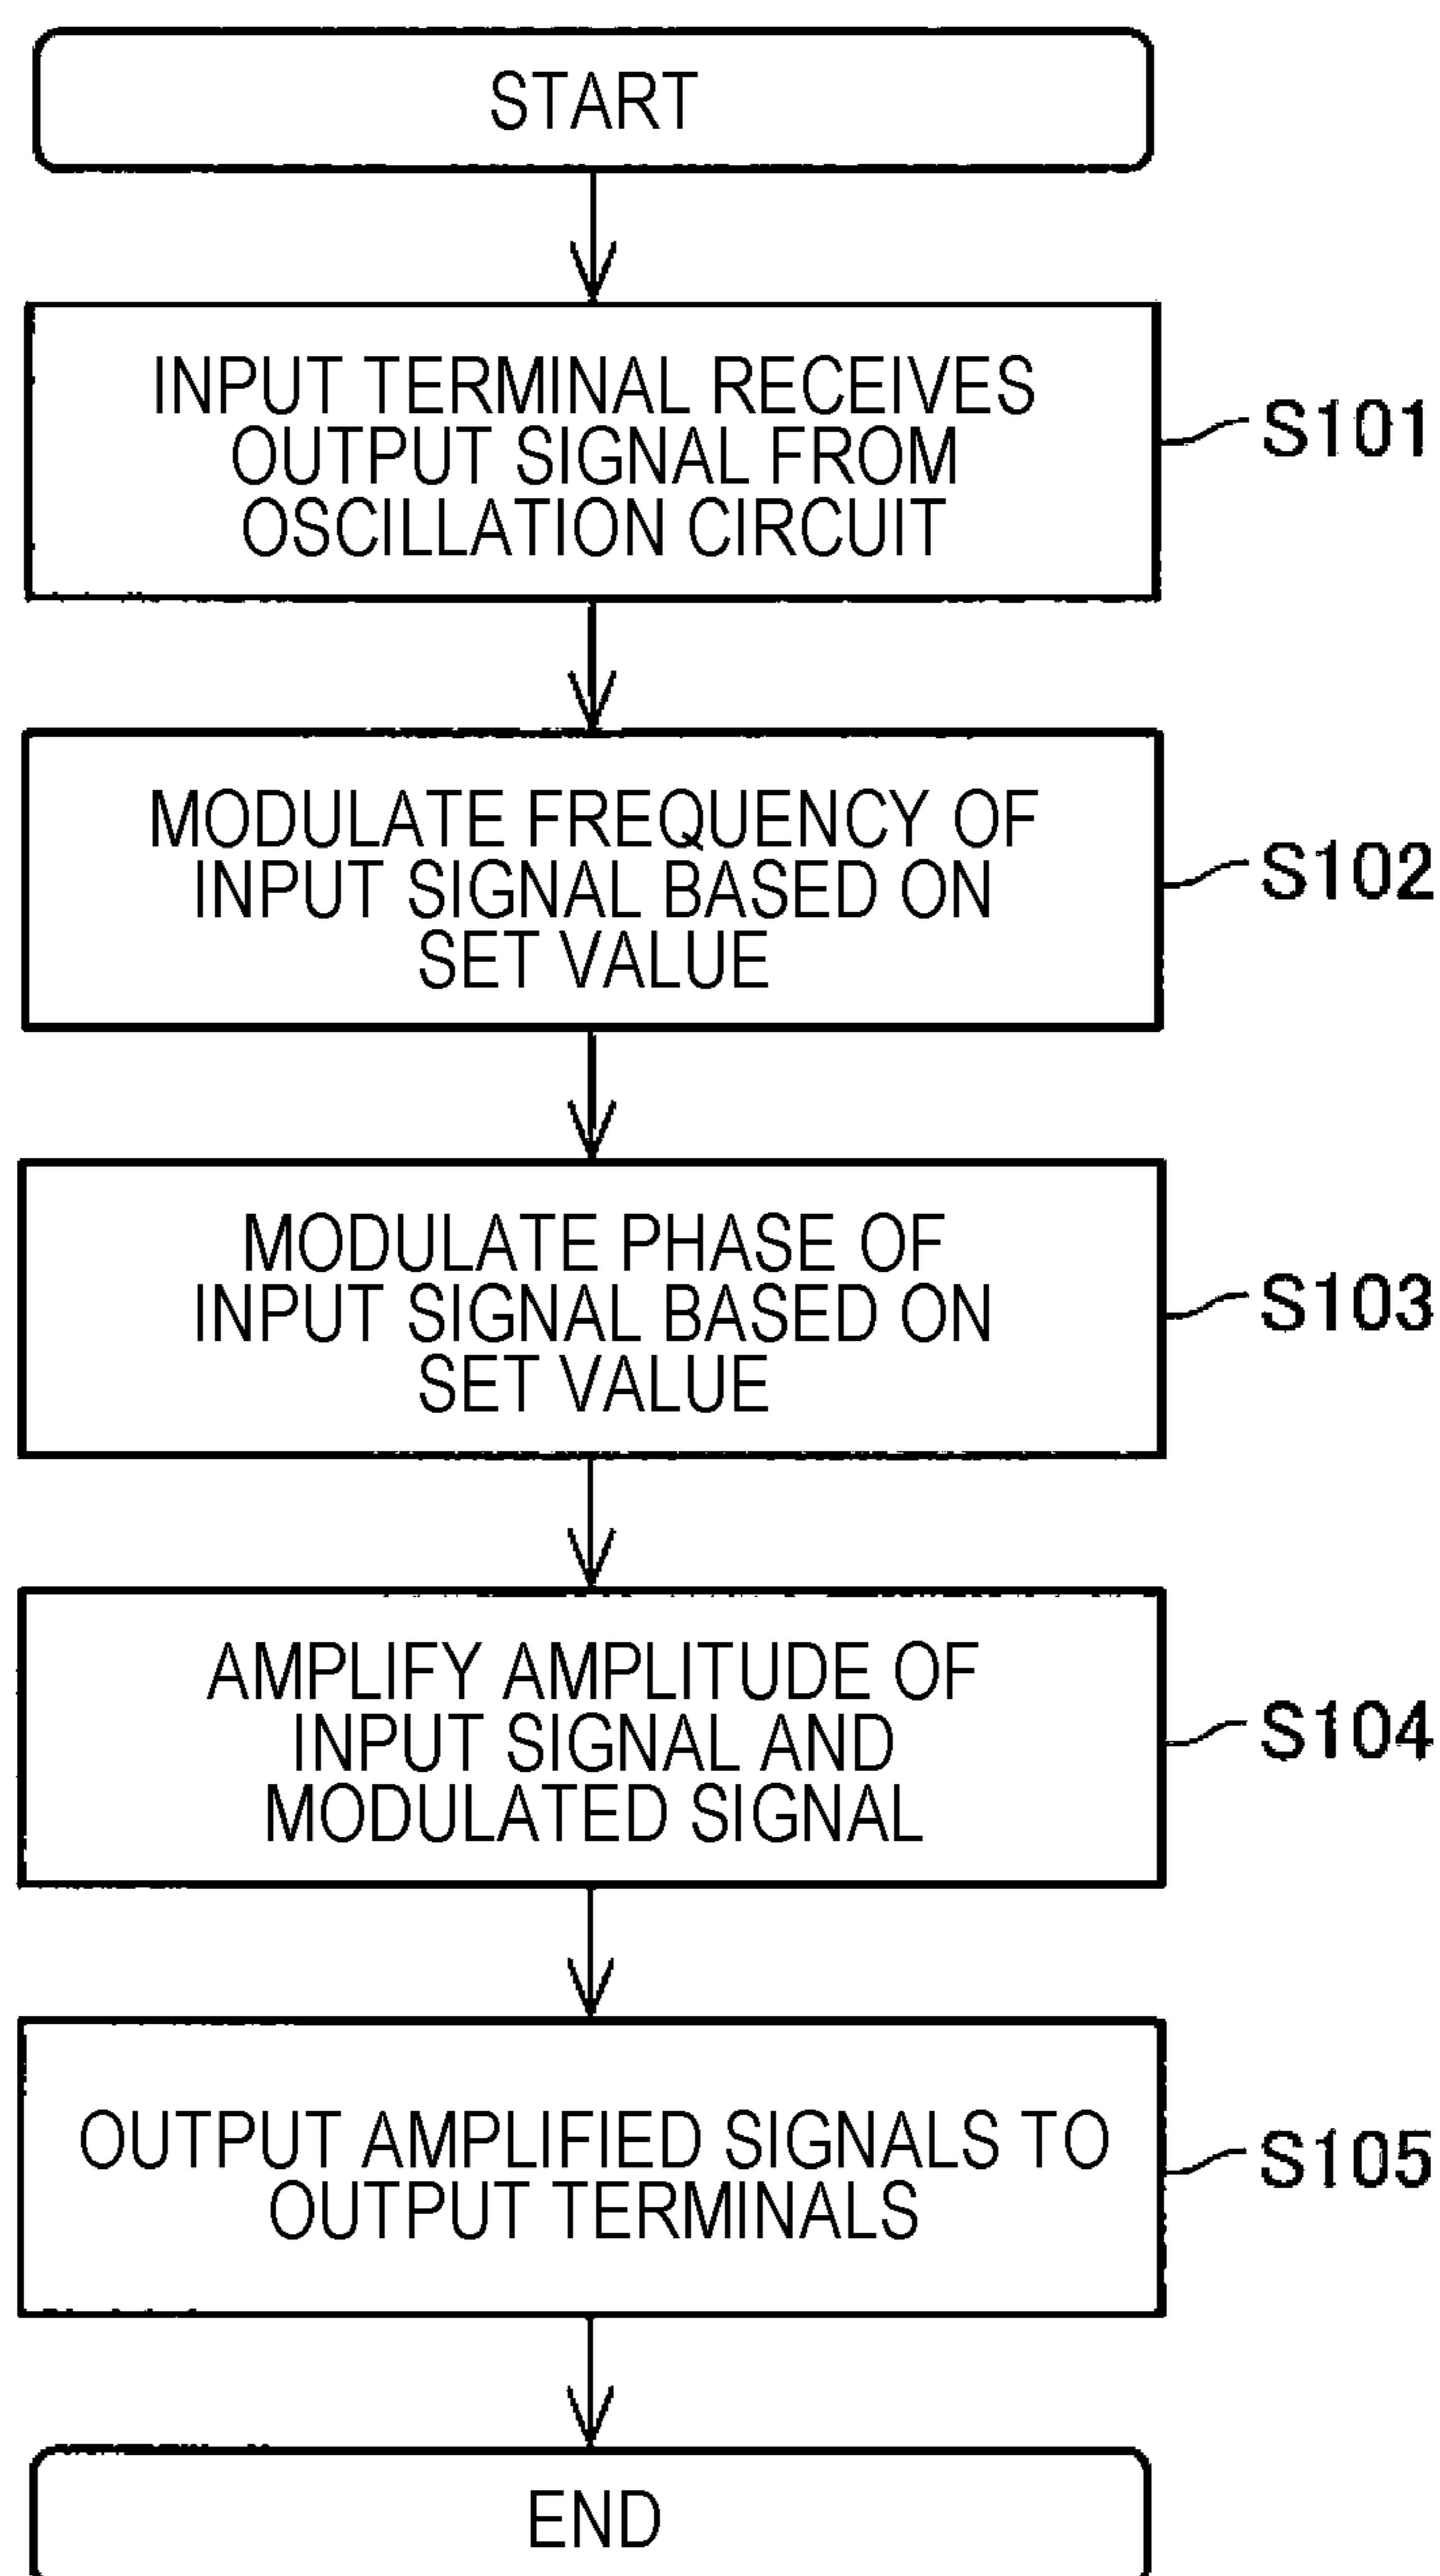 START
INPUT TERMINAL RECEIVES
OUTPUT SIGNAL FROM
OSCILLATION CIRCUIT
S101
MODULATE FREQUENCY OF
INPUT SIGNAL BASED ON
SET VALUE
S102
MODULATE PHASE OF
INPUT SIGNAL BASED ON
SET VALUE
S103
AMPLIFY AMPLITUDE OF
INPUT SIGNAL AND
MODULATED SIGNAL
S104
OUTPUT AMPLIFIED SIGNALS TO
OUTPUT TERMINALS
S105
END